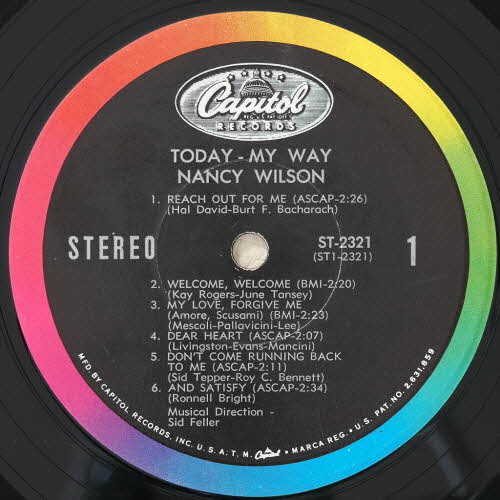 Capitol
REG. U.S. PAT. OFF.
RECORDS
TODAY - MY WAY
NANCY WILSON
1. REACH OUT FOR ME (ASCAP-2:26)
(Hal David-Burt F. Bacharach)
STEREO
ST-2321
(ST1-2321)
1
2. WELCOME, WELCOME (BMI-2:20)
(Kay Rogers-June Tansey)
3. MY LOVE, FORGIVE ME
(Amore, Scusami) (BMI-2:23)
(Mescoli-Pallavicini-Lee)
4. DEAR HEART (ASCAP-2:07)
(Livingston-Evans-Mancini)
5. DON'T COME RUNNING BACK
TO ME (ASCAP-2:11)
(Sid Tepper-Roy C. Bennett)
6. AND SATISFY (ASCAP-2:34)
(Ronnell Bright)
Musical Direction -
Sid Feller
MFD. BY CAPITOL RECORDS, INC. U.S.A. T.M. Capitol • MARCA REG. • U.S. PAT. NO. 2,631,859